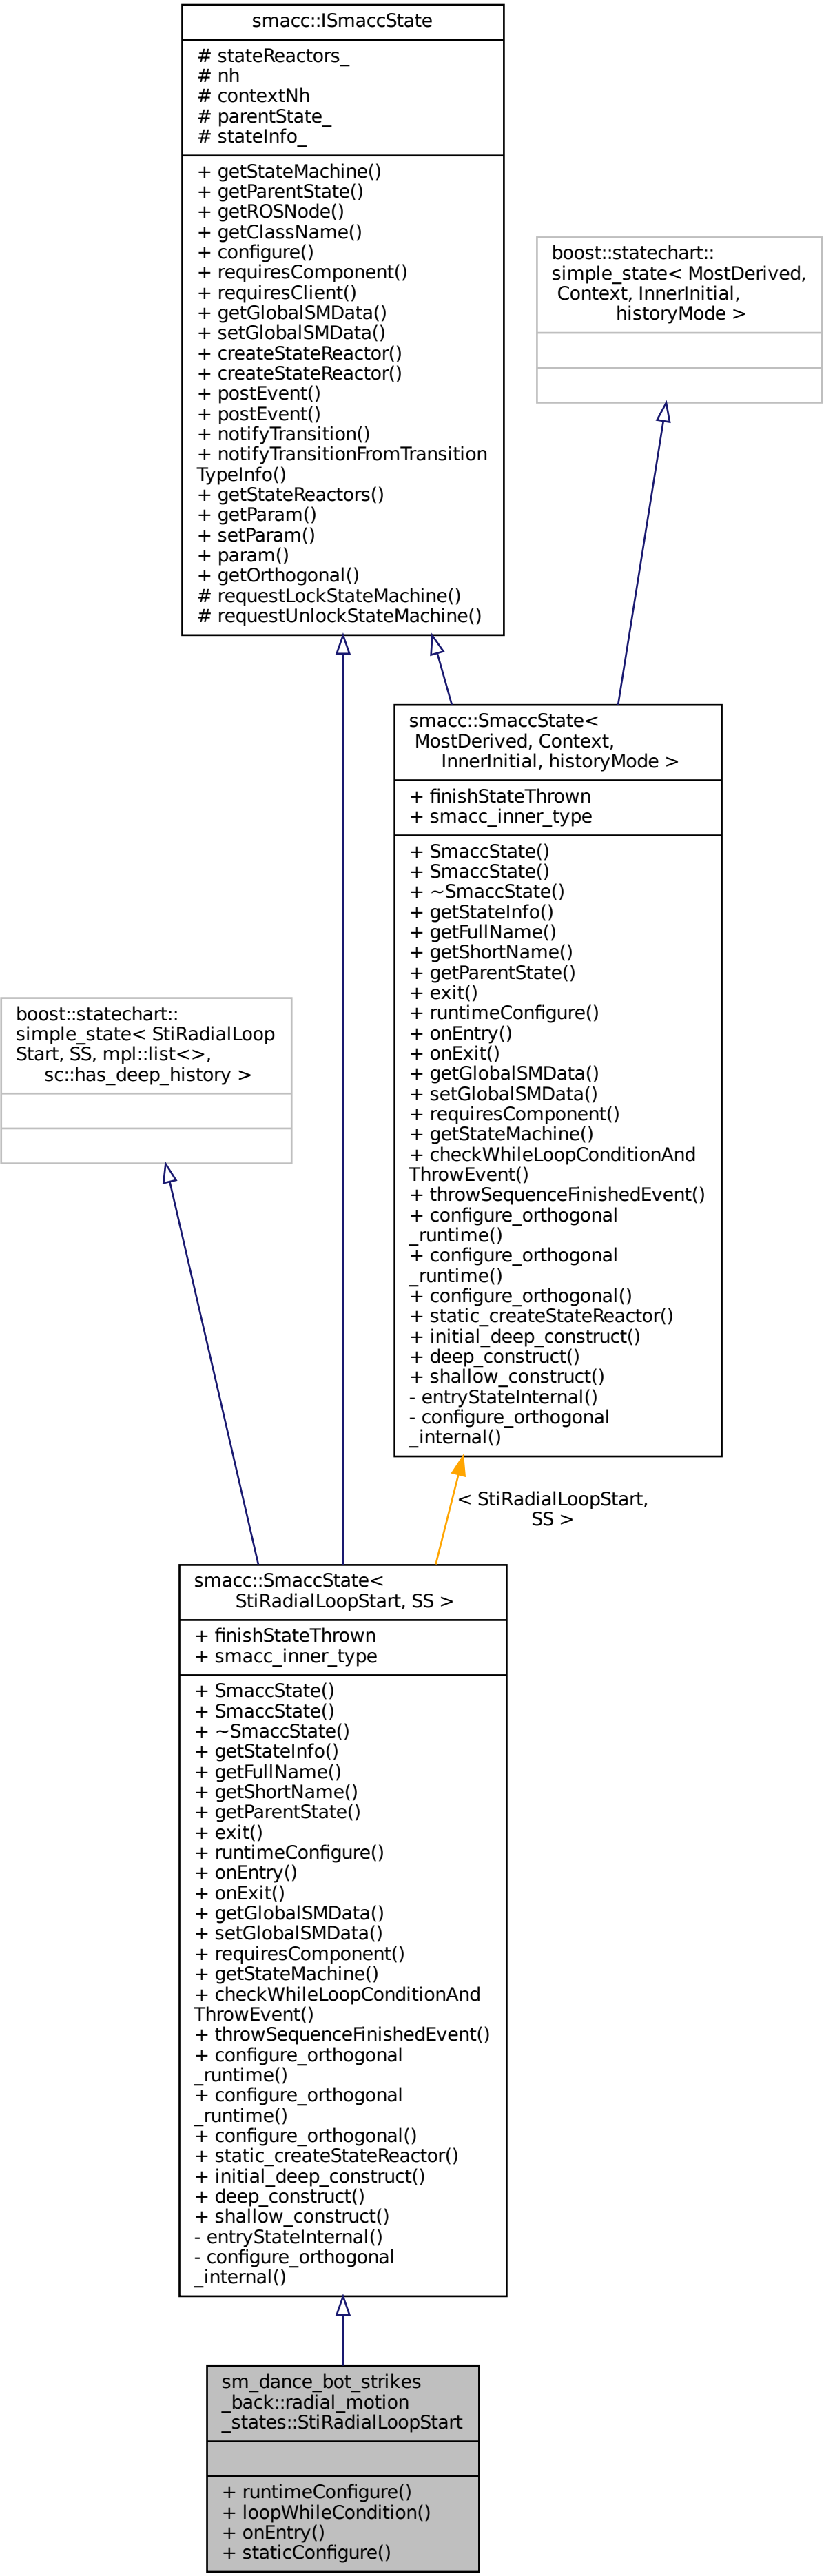 smacc::ISmaccState
# stateReactors_
# nh
# contextNh
# parentState_
# stateInfo_
+ getStateMachine()
+ getParentState()
+ getROSNode()
+ getClassName()
+ configure()
+ requiresComponent()
+ requiresClient()
+ getGlobalSMData()
+ setGlobalSMData()
+ createStateReactor()
+ createStateReactor()
+ postEvent()
+ postEvent()
+ notifyTransition()
+ notifyTransitionFromTransition
TypeInfo()
+ getStateReactors()
+ getParam()
+ setParam()
+ param()
+ getOrthogonal()
# requestLockStateMachine()
# requestUnlockStateMachine()
boost::statechart::
simple_state< MostDerived,
Context, InnerInitial,
historyMode >
smacc::SmaccState<
MostDerived, Context,
InnerInitial, historyMode >
+ finishStateThrown
+ smacc_inner_type
+ SmaccState()
+ SmaccState()
+ ~SmaccState()
+ getStateInfo()
+ getFullName()
+ getShortName()
+ getParentState()
+ exit()
+ runtimeConfigure()
+ onEntry()
+ onExit()
+ getGlobalSMData()
+ setGlobalSMData()
+ requiresComponent()
+ getStateMachine()
+ checkWhileLoopConditionAnd
ThrowEvent()
+ throwSequenceFinishedEvent()
+ configure_orthogonal
_runtime()
+ configure_orthogonal
_runtime()
+ configure_orthogonal()
+ static_createStateReactor()
+ initial_deep_construct()
+ deep_construct()
+ shallow_construct()
- entryStateInternal()
- configure_orthogonal
_internal()
boost::statechart::
simple_state< StiRadialLoop
Start, SS, mpl::list<>,
sc::has_deep_history >
< StiRadialLoopStart,
SS >
smacc::SmaccState<
StiRadialLoopStart, SS >
+ finishStateThrown
+ smacc_inner_type
+ SmaccState()
+ SmaccState()
+ ~SmaccState()
+ getStateInfo()
+ getFullName()
+ getShortName()
+ getParentState()
+ exit()
+ runtimeConfigure()
+ onEntry()
+ onExit()
+ getGlobalSMData()
+ setGlobalSMData()
+ requiresComponent()
+ getStateMachine()
+ checkWhileLoopConditionAnd
ThrowEvent()
+ throwSequenceFinishedEvent()
+ configure_orthogonal
_runtime()
+ configure_orthogonal
_runtime()
+ configure_orthogonal()
+ static_createStateReactor()
+ initial_deep_construct()
+ deep_construct()
+ shallow_construct()
- entryStateInternal()
- configure_orthogonal
_internal()
sm_dance_bot_strikes
_back::radial_motion
_states::StiRadialLoopStart
+ runtimeConfigure()
+ loopWhileCondition()
+ onEntry()
+ staticConfigure()